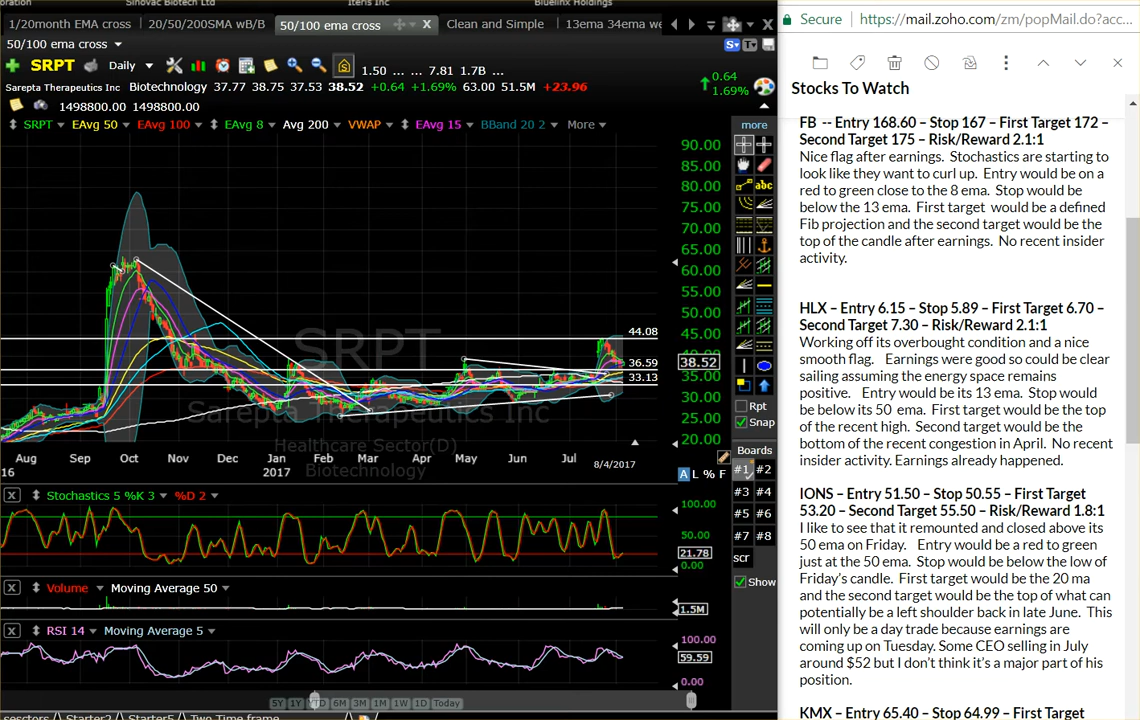 oration
Sinovac Biotech Ltd
Iteris Inc
Bluelinx Holdings
1/20/20month EMA cross
20/50/200SMA wB/B
50/100 ema cross
Clean and Simple
13ema 34ema we
50/100 ema cross
SRPT
Daily
1.50 ... ... 7.81 1.7B ...
Sarepta Therapeutics Inc Biotechnology 37.77 38.75 37.53 38.52 +0.64 +1.69% 63.00 51.5M +23.96
0.64
1.69%
1498800.00 1498800.00
SRPT EAvg 50 EAvg 100 EAvg 8 Avg 200 VWAP EAvg 15 BBand 20 2 More
more
90.00
85.00
80.00
75.00
70.00
65.00
60.00
55.00
50.00
45.00
40.00
35.00
30.00
25.00
20.00
44.08
36.59
38.52
33.13
SRPT
Sarepta Therapeutics Inc
Healthcare Sector(D)
Biotechnology
Aug Sep Oct Nov Dec Jan Feb Mar Apr May Jun Jul
16 2017 8/4/2017
A L % F
abc
Rpt
Snap
Boards
#1 #2
#3 #4
#5 #6
#7 #8
scr
Show
Stochastics 5 %K 3 %D 2
100.00
50.00
21.78
0.00
Volume Moving Average 50
1.5M
RSI 14 Moving Average 5
100.00
59.59
0.00
5Y 1Y YTD 6M 3M 1M 1W 1D Today
sesctors Starter2 Starter5 Two Time frame
Secure https://mail.zoho.com/zm/popMail.do?acc...
Stocks To Watch
FB -- Entry 168.60 – Stop 167 – First Target 172 –
Second Target 175 – Risk/Reward 2.1:1
Nice flag after earnings. Stochastics are starting to
look like they want to curl up. Entry would be on a
red to green close to the 8 ema. Stop would be
below the 13 ema. First target would be a defined
Fib projection and the second target would be the
top of the candle after earnings. No recent insider
activity.
HLX – Entry 6.15 – Stop 5.89 – First Target 6.70 –
Second Target 7.30 – Risk/Reward 2.1:1
Working off its overbought condition and a nice
smooth flag. Earnings were good so could be clear
sailing assuming the energy space remains
positive. Entry would be its 13 ema. Stop would
be below its 50 ema. First target would be the top
of the recent high. Second target would be the
bottom of the recent congestion in April. No recent
insider activity. Earnings already happened.
IONS – Entry 51.50 – Stop 50.55 – First Target
53.20 – Second Target 55.50 – Risk/Reward 1.8:1
I like to see that it remounted and closed above its
50 ema on Friday. Entry would be a red to green
just at the 50 ema. Stop would be below the low of
Friday's candle. First target would be the 20 ma
and the second target would be the top of what can
potentially be a left shoulder back in late June. This
will only be a day trade because earnings are
coming up on Tuesday. Some CEO selling in July
around $52 but I don't think it's a major part of his
position.
KMX – Entry 65.40 – Stop 64.99 – First Target